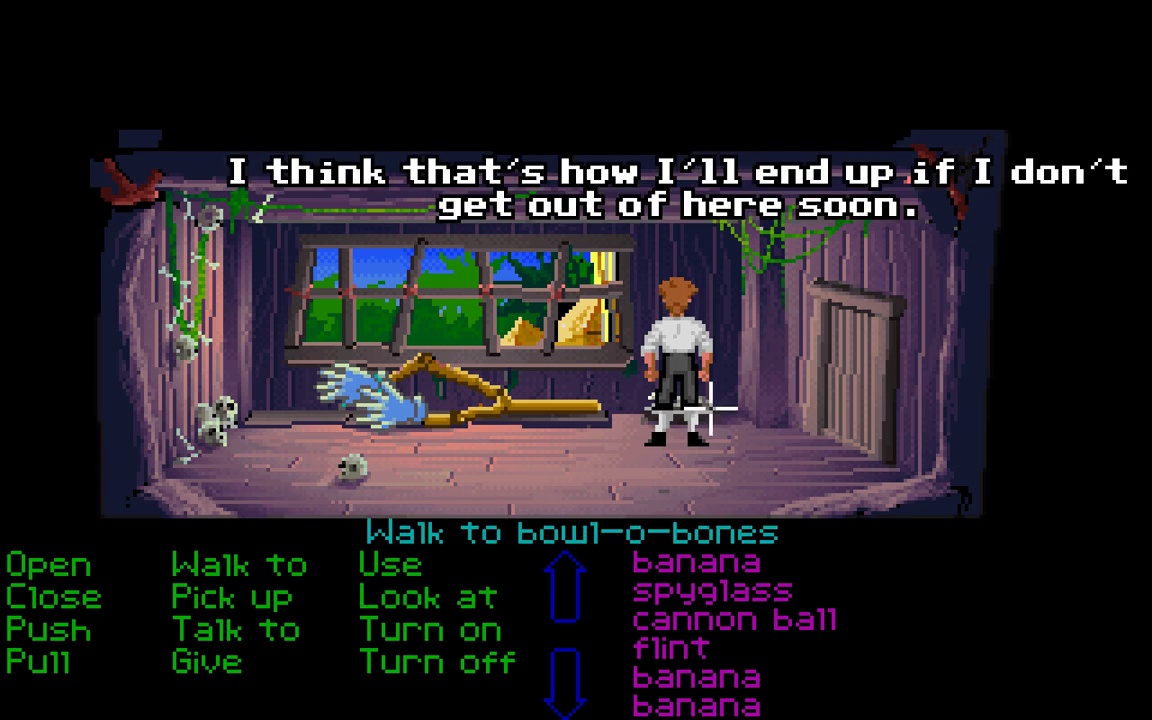 I think that's how I'll end up if I don't
get out of here soon.
Walk to bowl-o-bones
Open Walk to Use
Close Pick up Look at
Push Talk to Turn on
Pull Give Turn off
banana
spyglass
cannon ball
flint
banana
banana